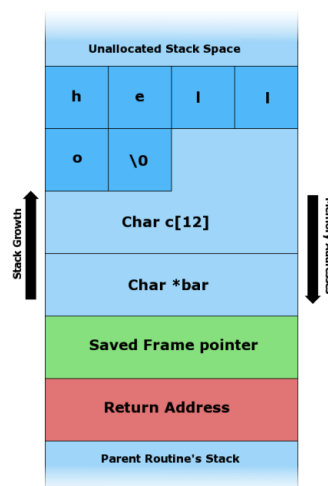 Unallocated Stack Space
h e l l
o \0
Stack Growth
Char c[12]
Char *bar
Saved Frame pointer
Return Address
Parent Routine's Stack